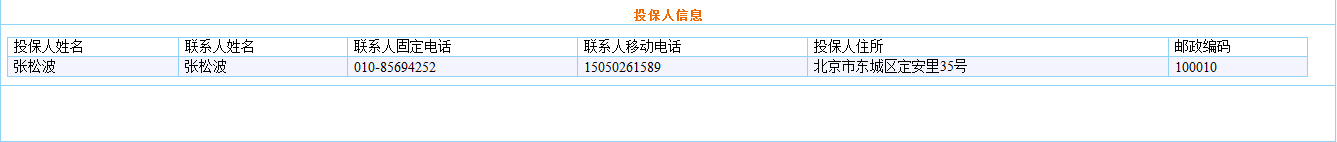 投保人信息
投保人姓名 联系人姓名 联系人固定电话 联系人移动电话 投保人住所 邮政编码
张松波 张松波 010-85694252 15050261589 北京市东城区定安里35号 100010